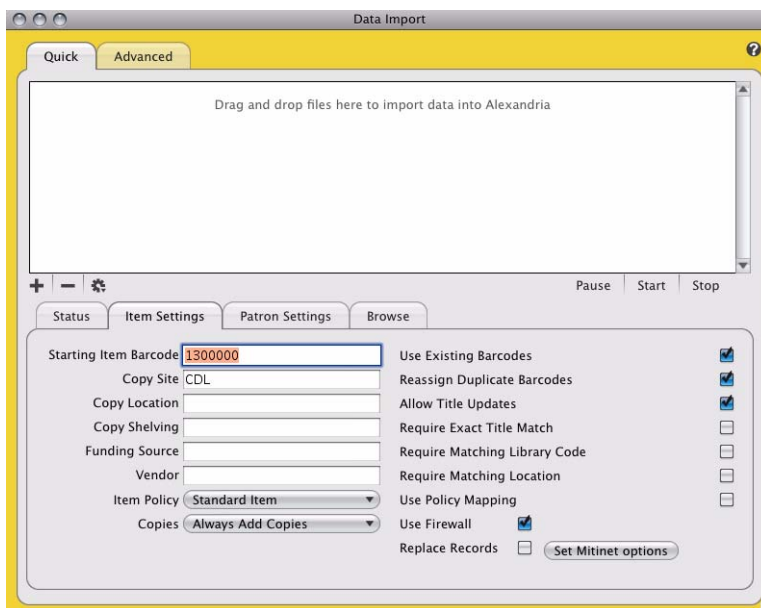 Data Import
Quick Advanced ?
Drag and drop files here to import data into Alexandria
Pause Start Stop
Status Item Settings Patron Settings Browse
Starting Item Barcode 1300000 Use Existing Barcodes
Copy Site CDL Reassign Duplicate Barcodes
Copy Location Allow Title Updates
Copy Shelving Require Exact Title Match
Funding Source Require Matching Library Code
Vendor Require Matching Location
Item Policy Standard Item Use Policy Mapping
Copies Always Add Copies Use Firewall
Replace Records Set Mitinet options